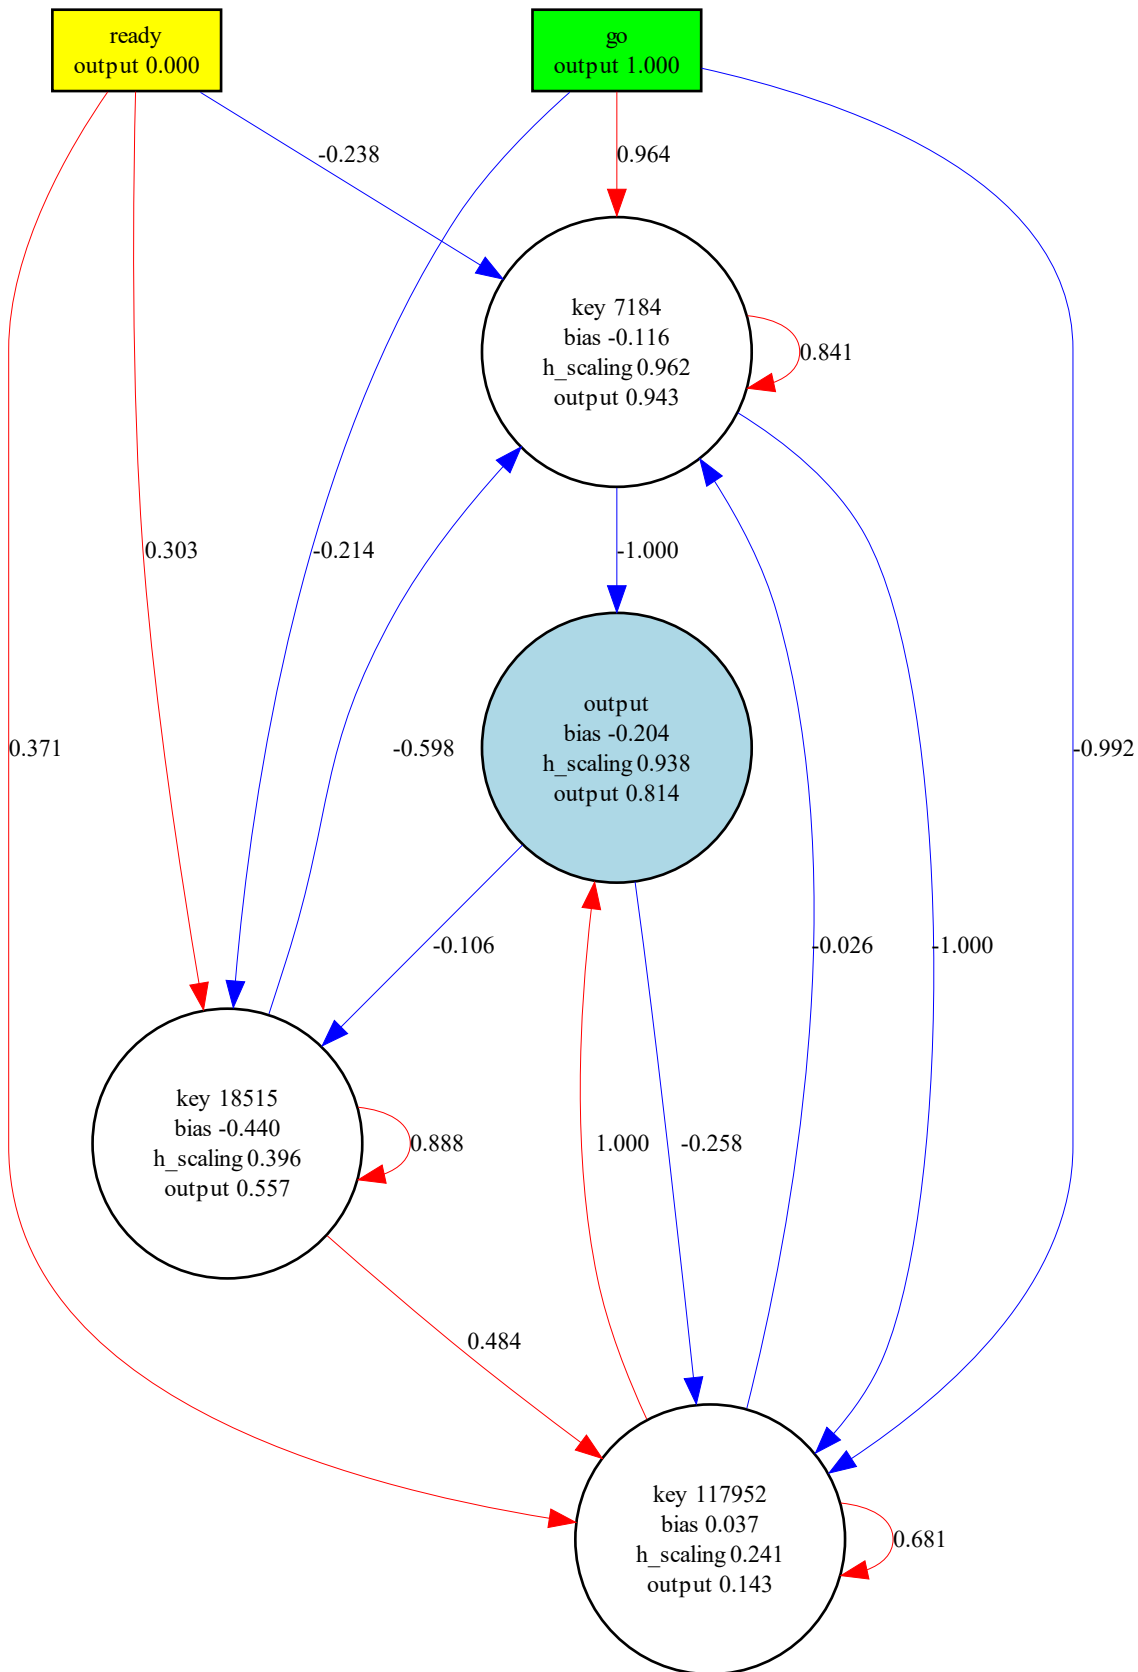 ready
output 0.000
go
output 1.000
-0.238
0.964
key 7184
bias -0.116
h_scaling 0.962
output 0.943
0.841
0.303
-0.214
-1.000
output
bias -0.204
h_scaling 0.938
output 0.814
0.371
-0.598
-0.992
-0.106
-0.026
-1.000
key 18515
bias -0.440
h_scaling 0.396
output 0.557
0.888
1.000
-0.258
0.484
key 117952
bias 0.037
h_scaling 0.241
output 0.143
0.681